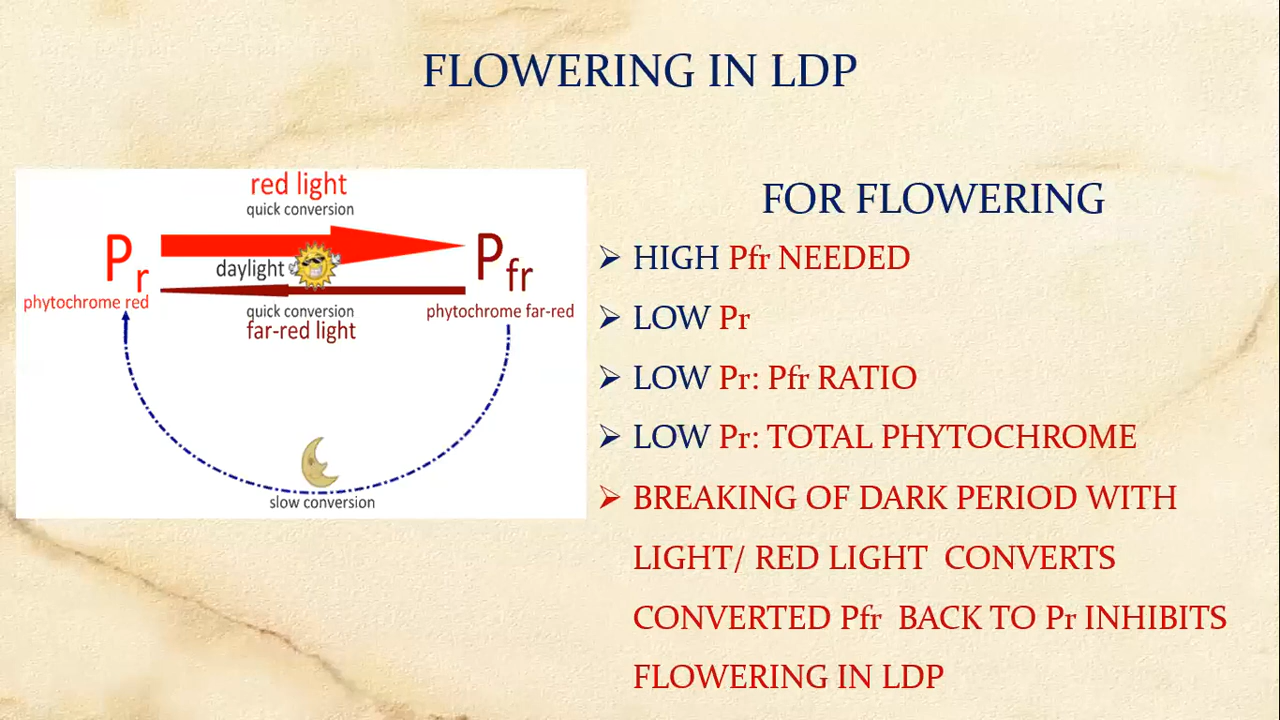 FLOWERING IN LDP
red light
quick conversion
Pr
daylight
Pfr
phytochrome red
quick conversion
far-red light
phytochrome far-red
slow conversion
FOR FLOWERING
➢ HIGH Pfr NEEDED
➢ LOW Pr
➢ LOW Pr: Pfr RATIO
➢ LOW Pr: TOTAL PHYTOCHROME
➢ BREAKING OF DARK PERIOD WITH
LIGHT/ RED LIGHT CONVERTS
CONVERTED Pfr BACK TO Pr INHIBITS
FLOWERING IN LDP